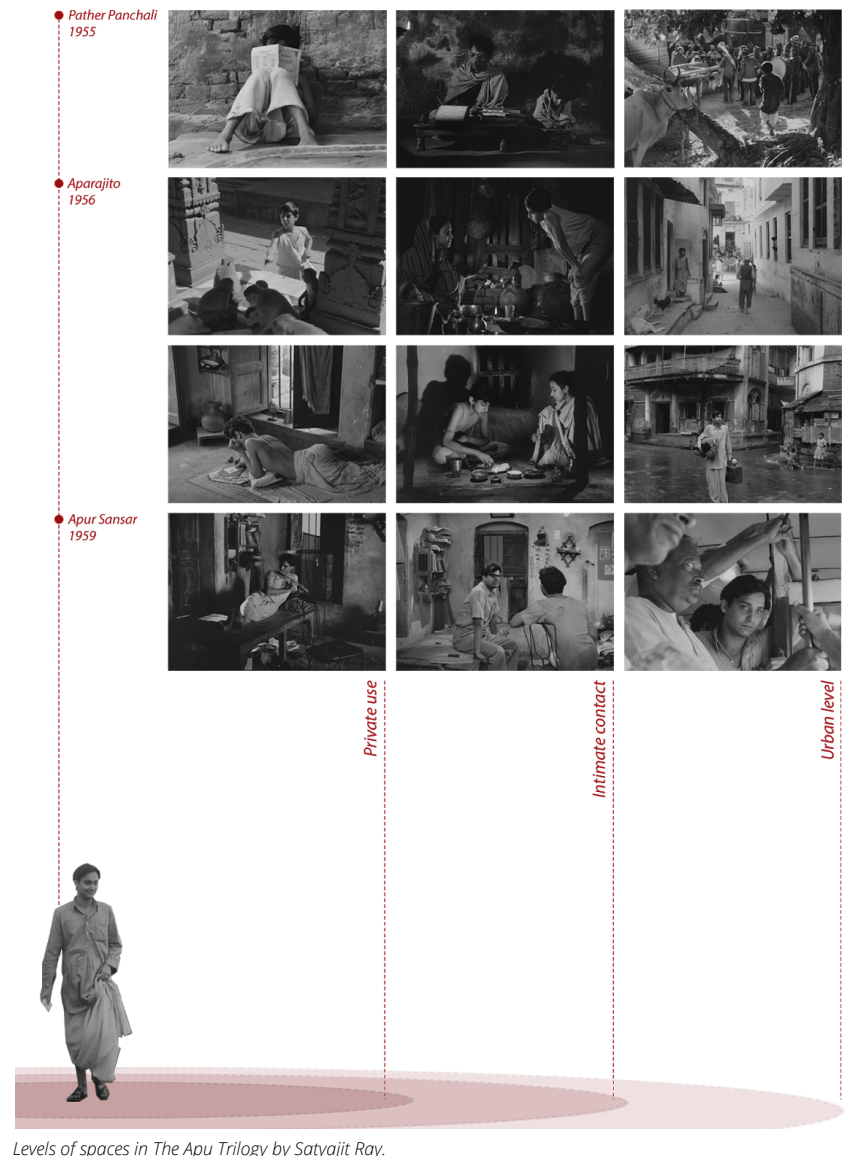 Pather Panchali
1955
Aparajito
1956
Apur Sansar
1959
Private use
Intimate contact
Urban level
Levels of spaces in The Apu Trilogy by Satyajit Ray.